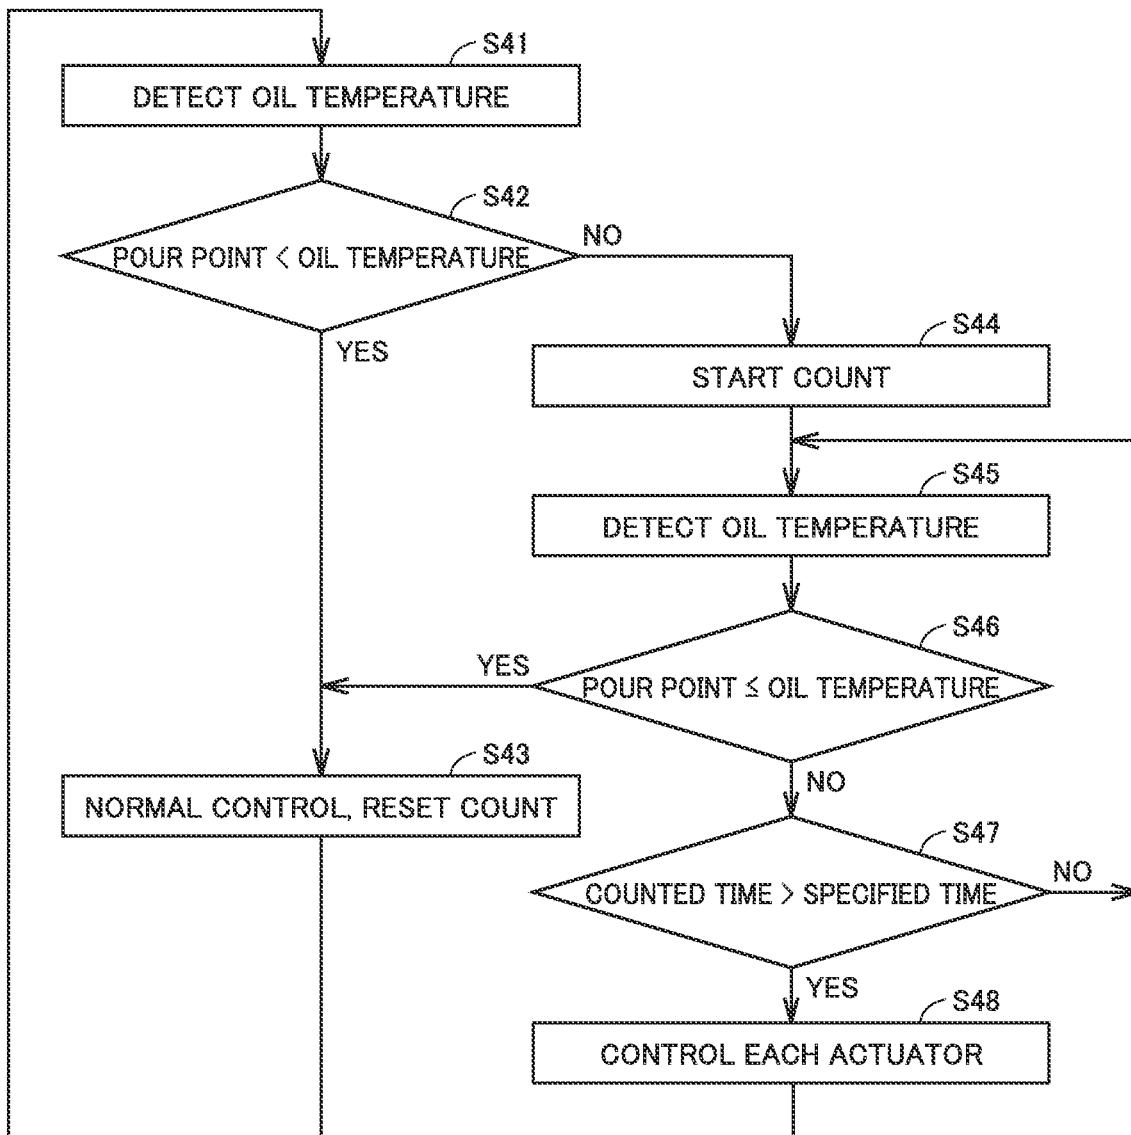 S41
DETECT OIL TEMPERATURE
S42
POUR POINT < OIL TEMPERATURE
NO
YES
S44
START COUNT
S45
DETECT OIL TEMPERATURE
S46
POUR POINT ≤ OIL TEMPERATURE
YES
NO
S43
NORMAL CONTROL, RESET COUNT
S47
COUNTED TIME > SPECIFIED TIME
NO
YES
S48
CONTROL EACH ACTUATOR